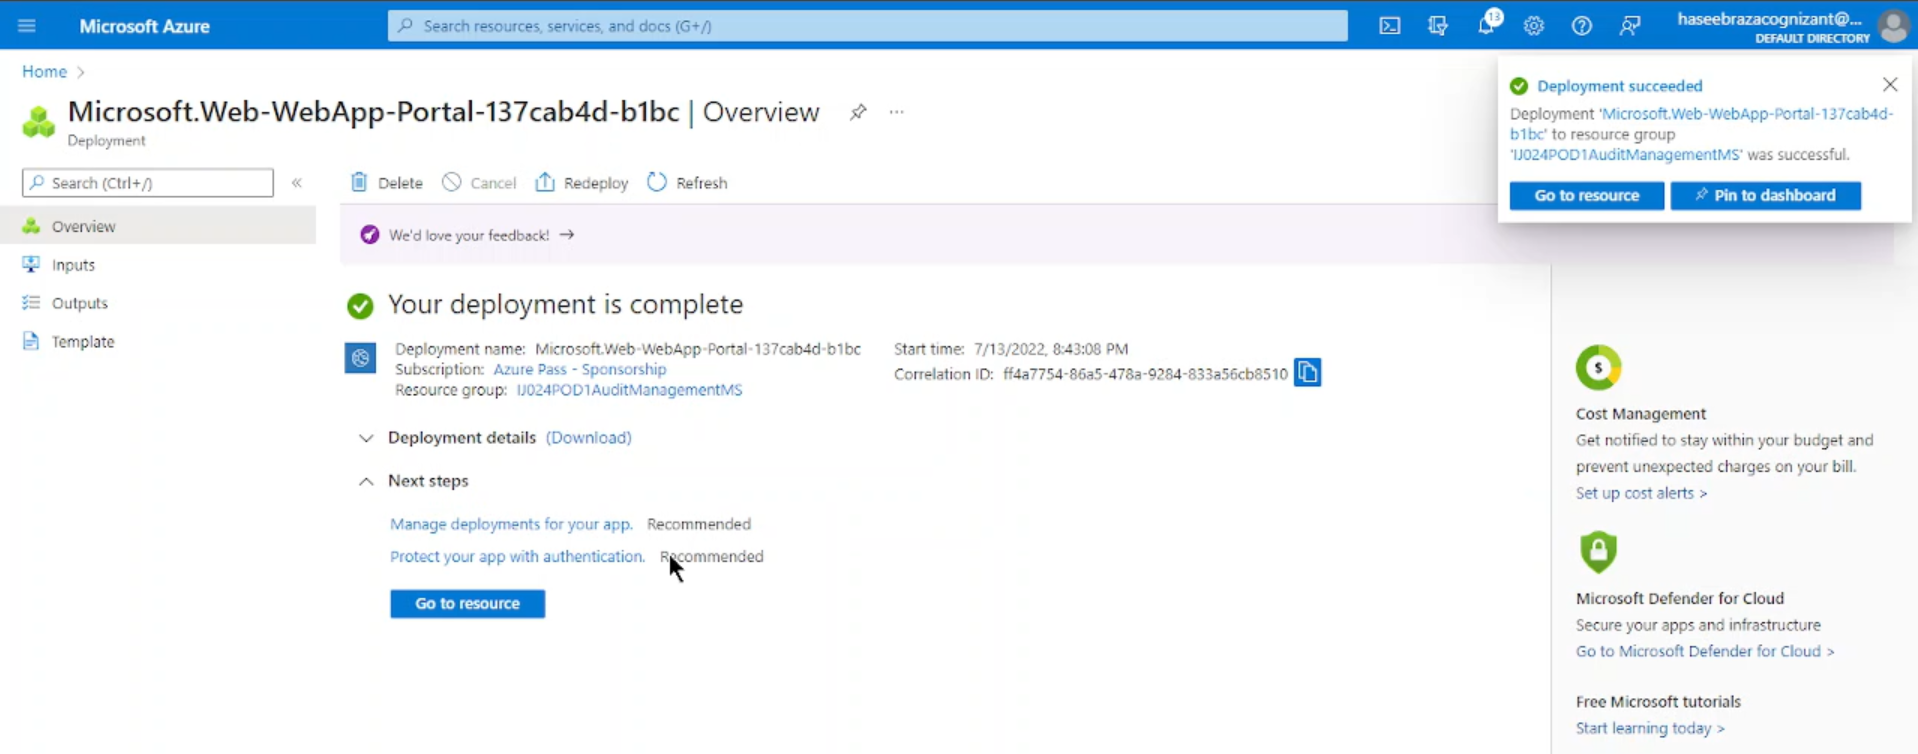 Microsoft Azure
Search resources, services, and docs (G+/)
13
haseebrazacognizant@...
DEFAULT DIRECTORY
Home >
Microsoft.Web-WebApp-Portal-137cab4d-b1bc | Overview
Deployment
Search (Ctrl+/)
Overview
Inputs
Outputs
Template
Delete
Cancel
Redeploy
Refresh
We'd love your feedback! →
Your deployment is complete
Deployment name: Microsoft.Web-WebApp-Portal-137cab4d-b1bc
Subscription: Azure Pass - Sponsorship
Resource group: IJ024POD1AuditManagementMS
Start time: 7/13/2022, 8:43:08 PM
Correlation ID: ff4a7754-86a5-478a-9284-833a56cb8510
Deployment details (Download)
Next steps
Manage deployments for your app. Recommended
Protect your app with authentication. Recommended
Go to resource
Deployment succeeded
Deployment 'Microsoft.Web-WebApp-Portal-137cab4d-
b1bc' to resource group
'IJ024POD1AuditManagementMS' was successful.
Go to resource
Pin to dashboard
$
Cost Management
Get notified to stay within your budget and
prevent unexpected charges on your bill.
Set up cost alerts >
Microsoft Defender for Cloud
Secure your apps and infrastructure
Go to Microsoft Defender for Cloud >
Free Microsoft tutorials
Start learning today >